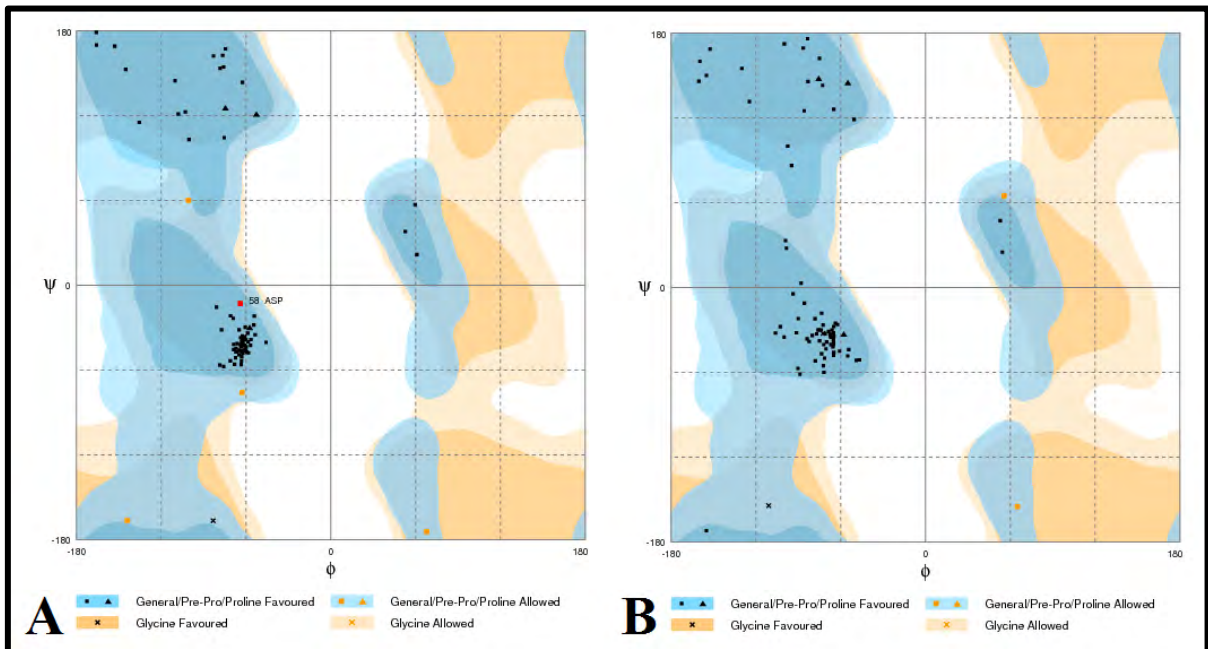 180
180
58 ASP
Ψ 0
Ψ 0
-180
-180
-180 0 180
-180 0 180
ϕ
ϕ
A
General/Pre-Pro/Proline Favoured
General/Pre-Pro/Proline Allowed
Glycine Favoured
Glycine Allowed
B
General/Pre-Pro/Proline Favoured
General/Pre-Pro/Proline Allowed
Glycine Favoured
Glycine Allowed